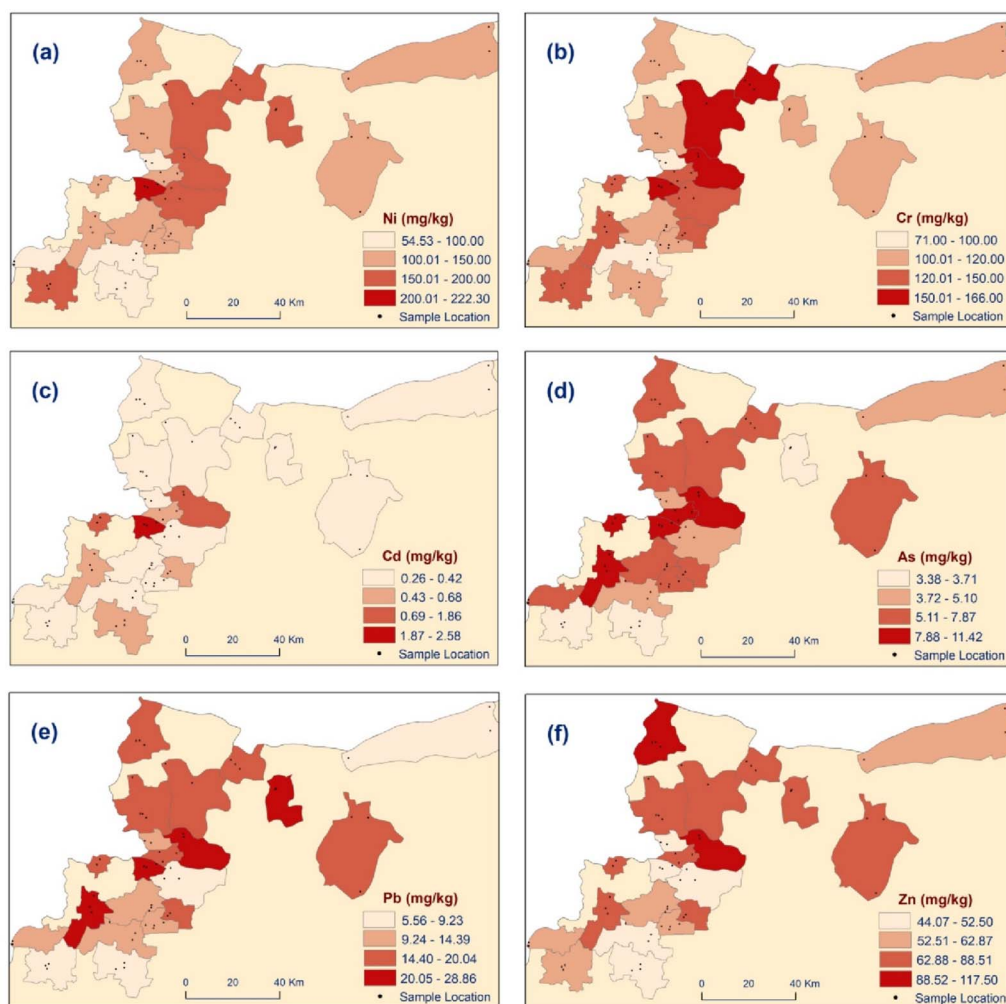 (a)
Ni (mg/kg)
54.53 - 100.00
100.01 - 150.00
150.01 - 200.00
200.01 - 222.30
Sample Location
0 20 40 Km
(b)
Cr (mg/kg)
71.00 - 100.00
100.01 - 120.00
120.01 - 150.00
150.01 - 166.00
Sample Location
0 20 40 Km
(c)
Cd (mg/kg)
0.26 - 0.42
0.43 - 0.68
0.69 - 1.86
1.87 - 2.58
Sample Location
0 20 40 Km
(d)
As (mg/kg)
3.38 - 3.71
3.72 - 5.10
5.11 - 7.87
7.88 - 11.42
Sample Location
0 20 40 Km
(e)
Pb (mg/kg)
5.56 - 9.23
9.24 - 14.39
14.40 - 20.04
20.05 - 28.86
Sample Location
0 20 40 Km
(f)
Zn (mg/kg)
44.07 - 52.50
52.51 - 62.87
62.88 - 88.51
88.52 - 117.50
Sample Location
0 20 40 Km